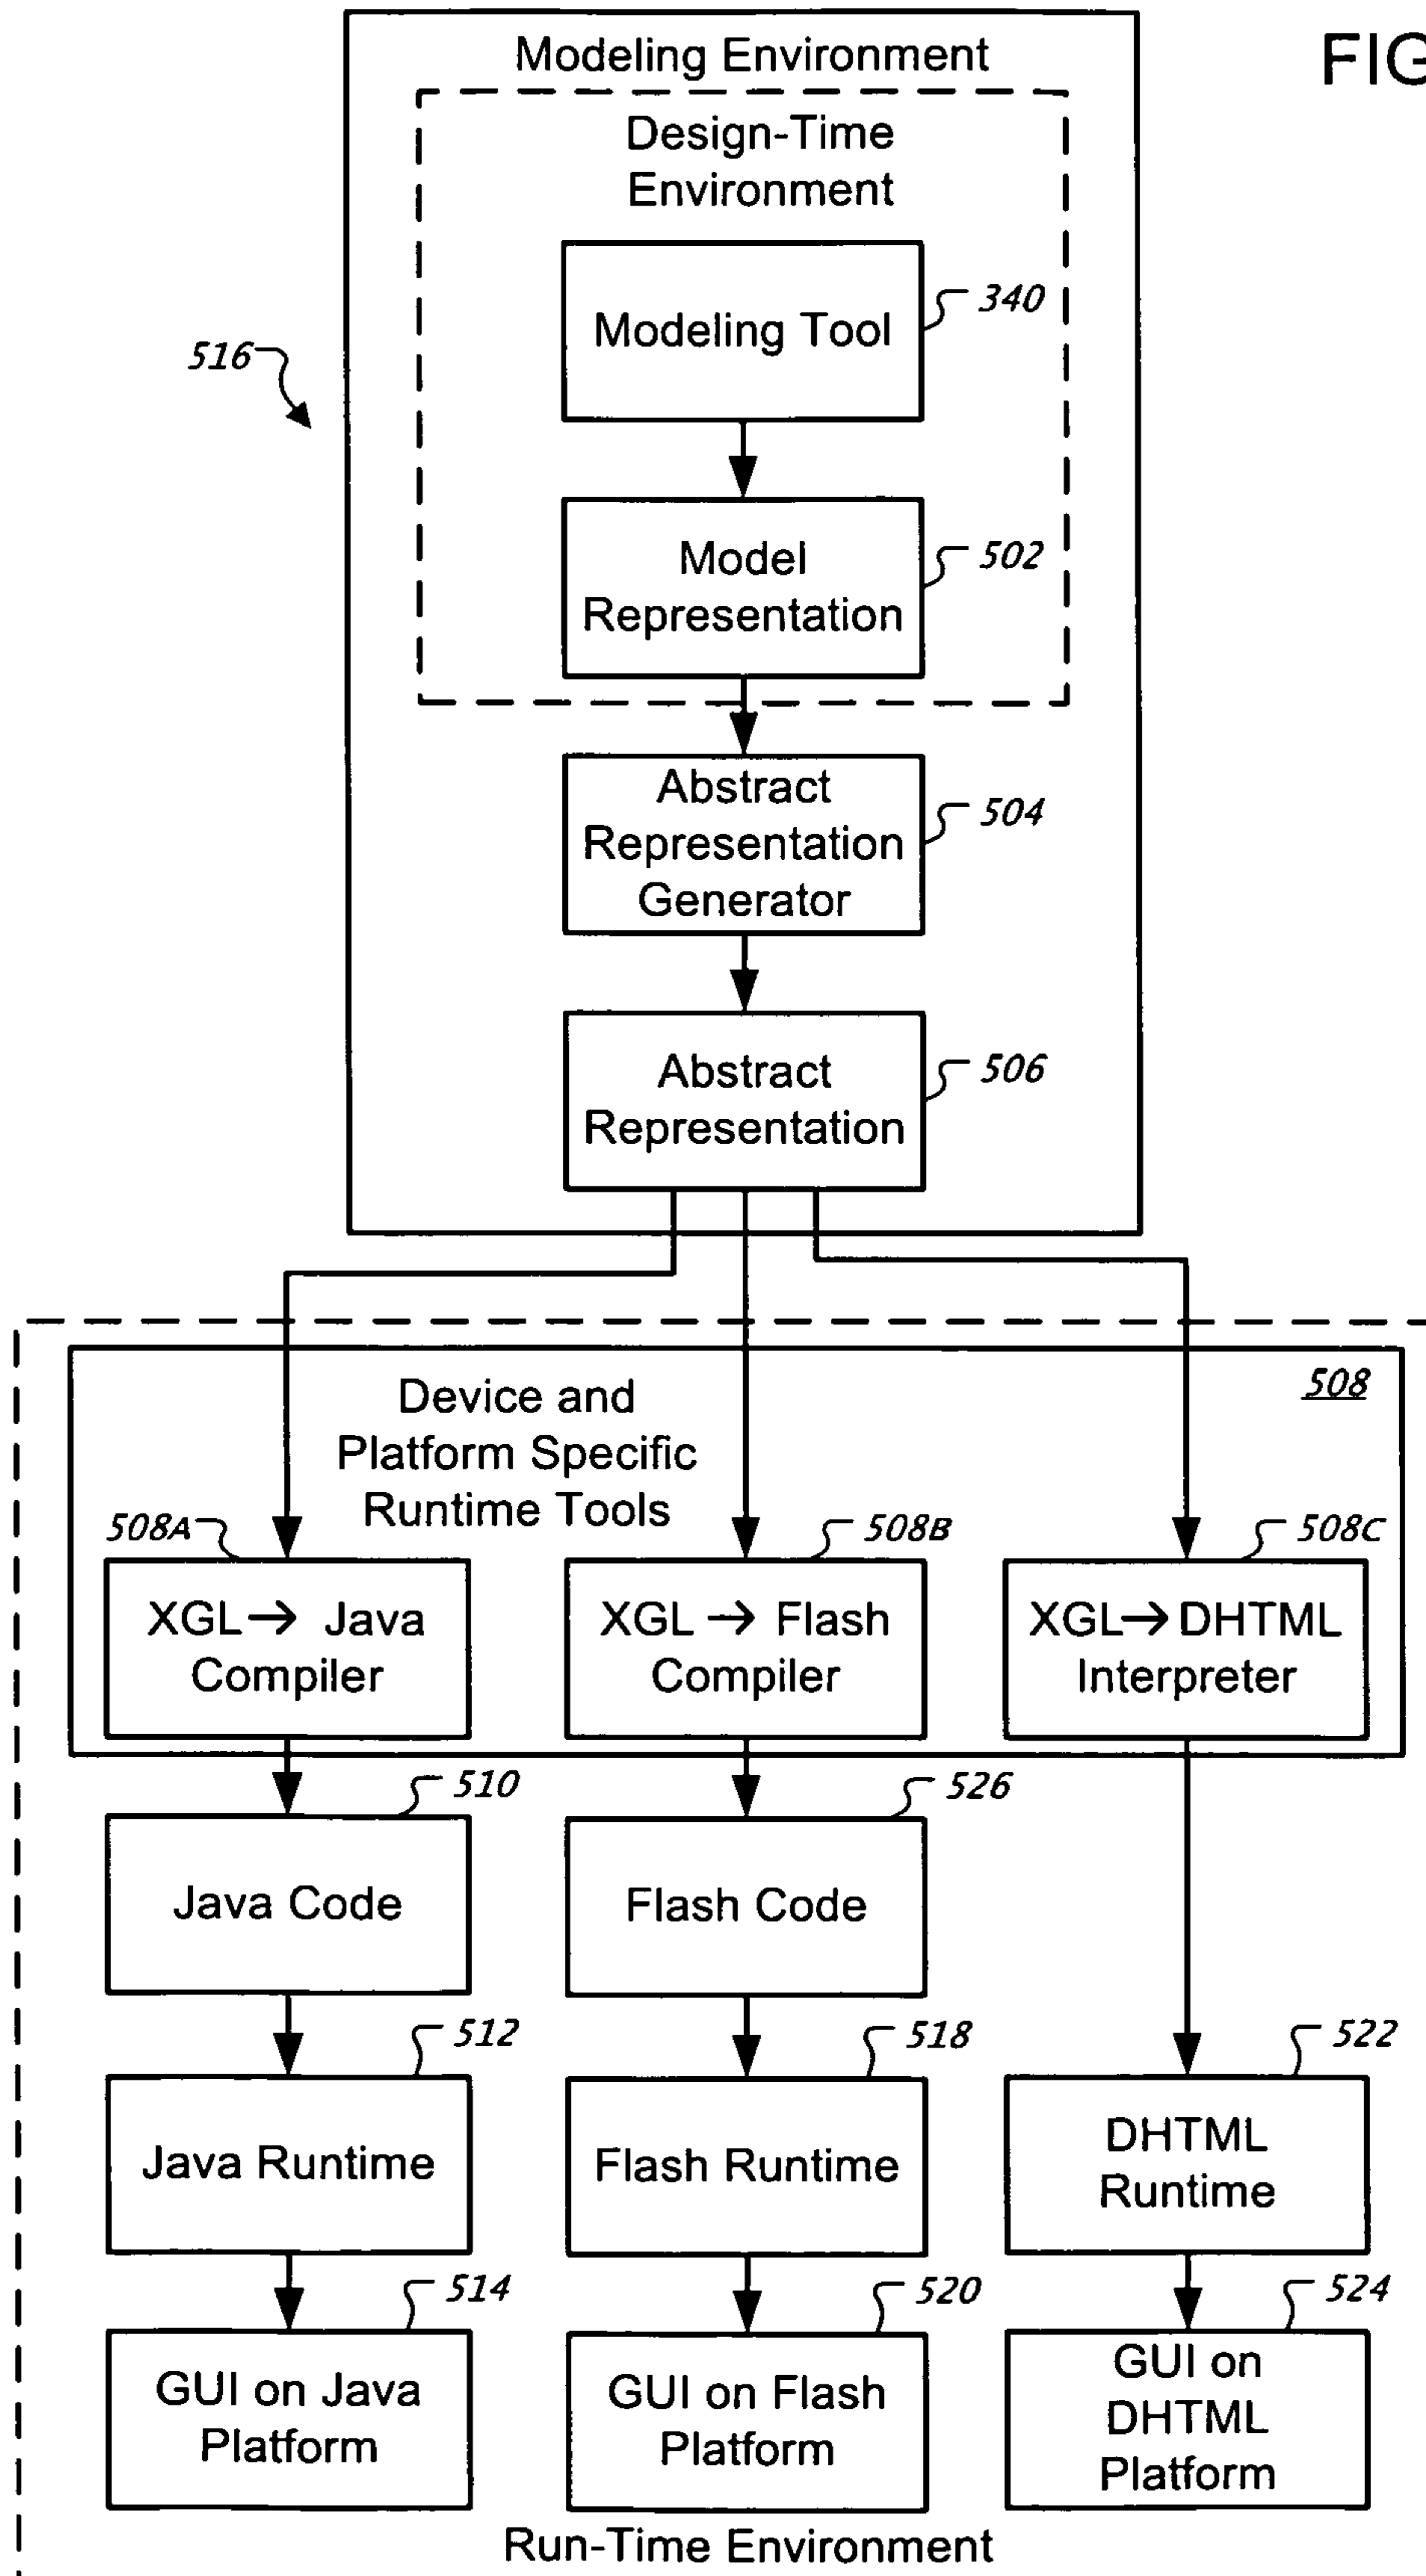 FIG
Modeling Environment
Design-Time
Environment
Modeling Tool
340
516
Model
Representation
502
Abstract
Representation
Generator
504
Abstract
Representation
506
508
Device and
Platform Specific
Runtime Tools
508A
508B
508C
XGL → Java
Compiler
XGL → Flash
Compiler
XGL → DHTML
Interpreter
510
526
Java Code
Flash Code
512
518
522
Java Runtime
Flash Runtime
DHTML
Runtime
514
520
524
GUI on Java
Platform
GUI on Flash
Platform
GUI on
DHTML
Platform
Run-Time Environment